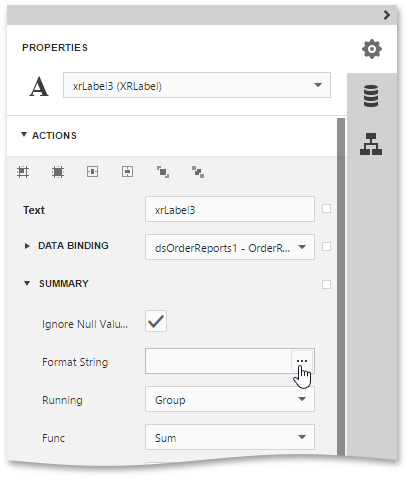 PROPERTIES
A xrLabel3 (XRLabel)
ACTIONS
Text xrLabel3
DATA BINDING dsOrderReports1 - OrderR...
SUMMARY
Ignore Null Valu...
Format String ...
Running Group
Func Sum